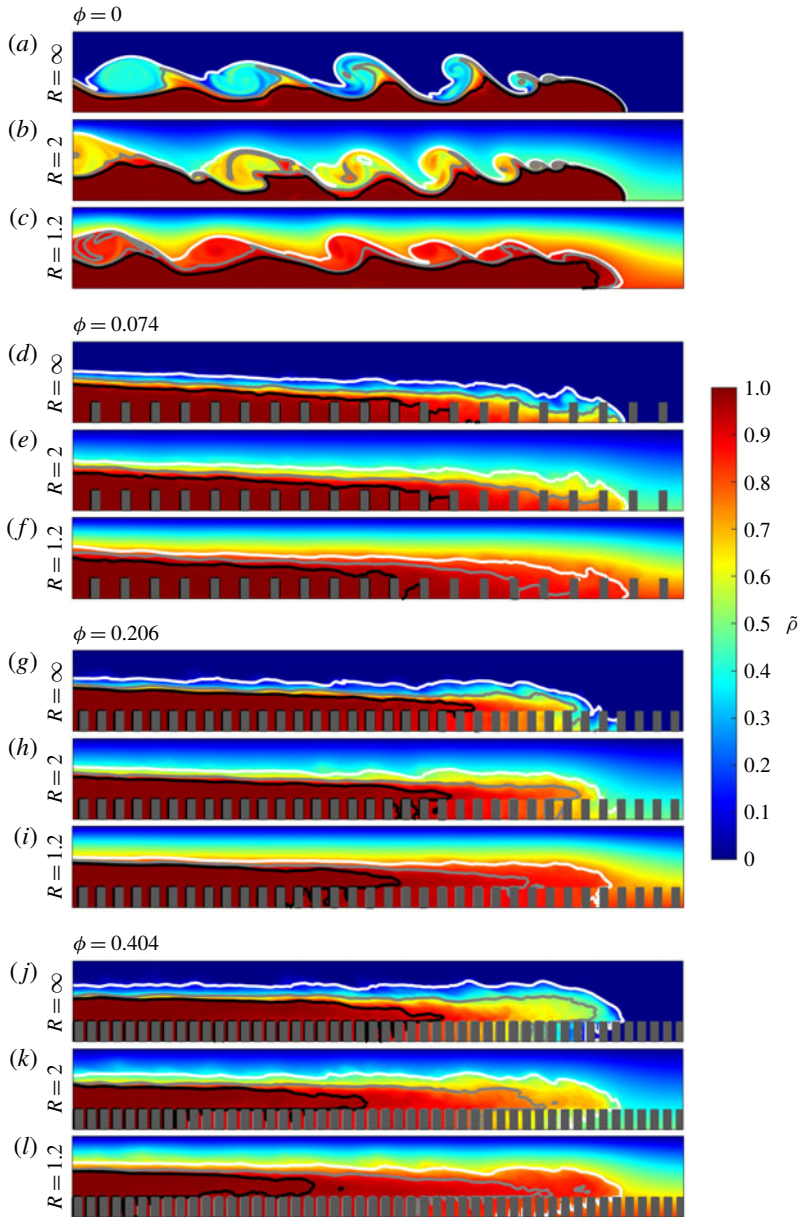 ϕ = 0
(a) R = ∞
(b) R = 2
(c) R = 1.2
ϕ = 0.074
(d) R = ∞
(e) R = 2
(f) R = 1.2
ϕ = 0.206
(g) R = ∞
(h) R = 2
(i) R = 1.2
ϕ = 0.404
(j) R = ∞
(k) R = 2
(l) R = 1.2
1.0
0.9
0.8
0.7
0.6
0.5
0.4
0.3
0.2
0.1
0
ρ̃